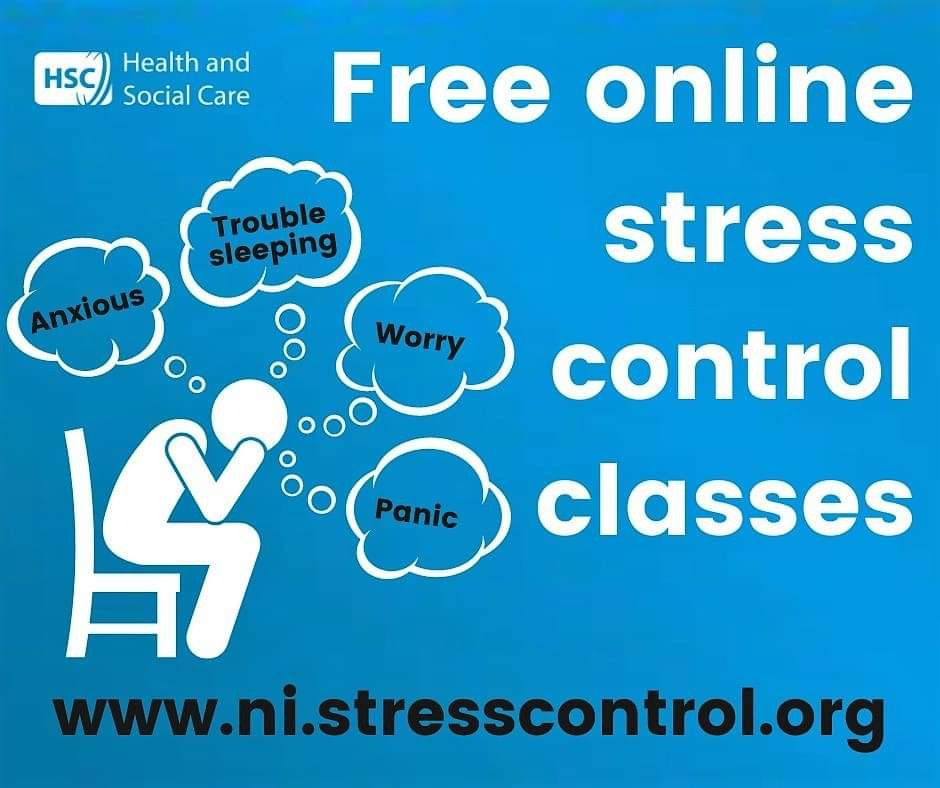 HSC
Health and
Social Care
Free online
stress
control
classes
Trouble
sleeping
Anxious
Worry
Panic
www.ni.stresscontrol.org